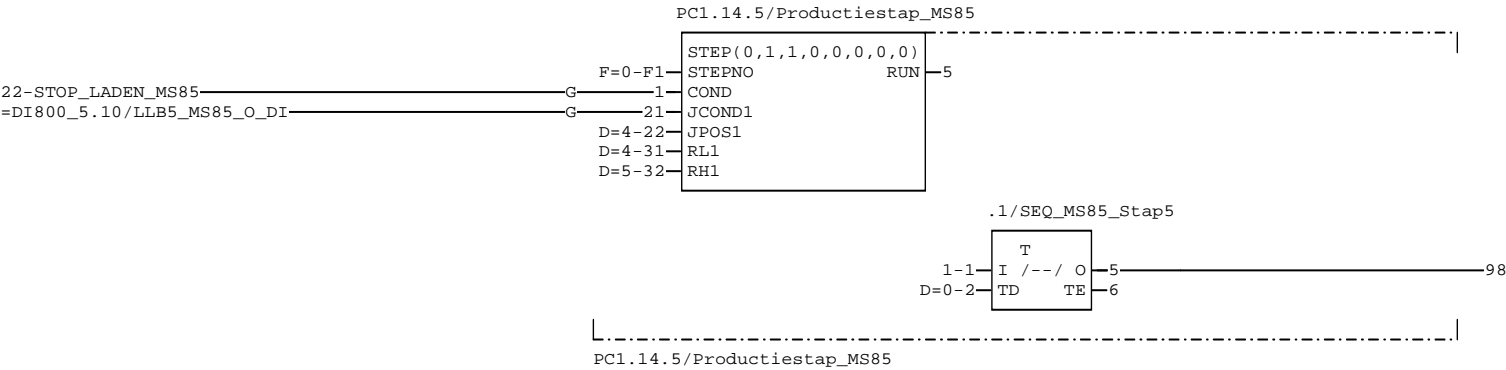 PC1.14.5/Productiestap_MS85
STEP(0,1,1,0,0,0,0,0)
F=0-F1 STEPNO RUN 5
22-STOP_LADEN_MS85 G 1 COND
=DI800_5.10/LLB5_MS85_O_DI G 21 JCOND1
D=4-22 JPOS1
D=4-31 RL1
D=5-32 RH1
.1/SEQ_MS85_Stap5
T
1-1 I /--/ O 5 98
D=0-2 TD TE 6
PC1.14.5/Productiestap_MS85